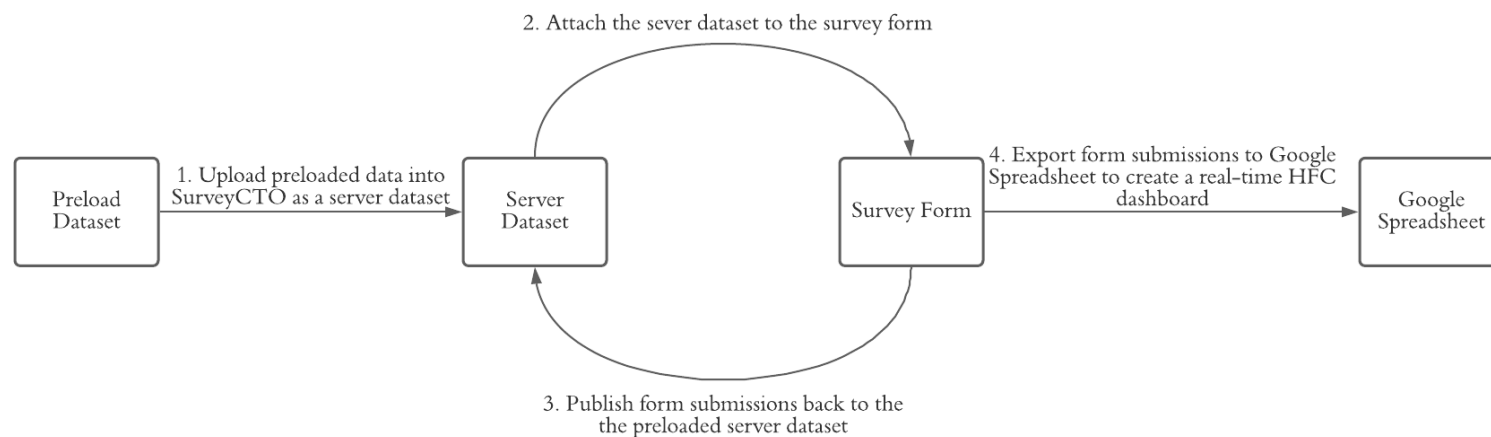 2. Attach the sever dataset to the survey form
Preload
Dataset
1. Upload preloaded data into
SurveyCTO as a server dataset
Server
Dataset
Survey Form
4. Export form submissions to Google
Spreadsheet to create a real-time HFC
dashboard
Google
Spreadsheet
3. Publish form submissions back to the
the preloaded server dataset